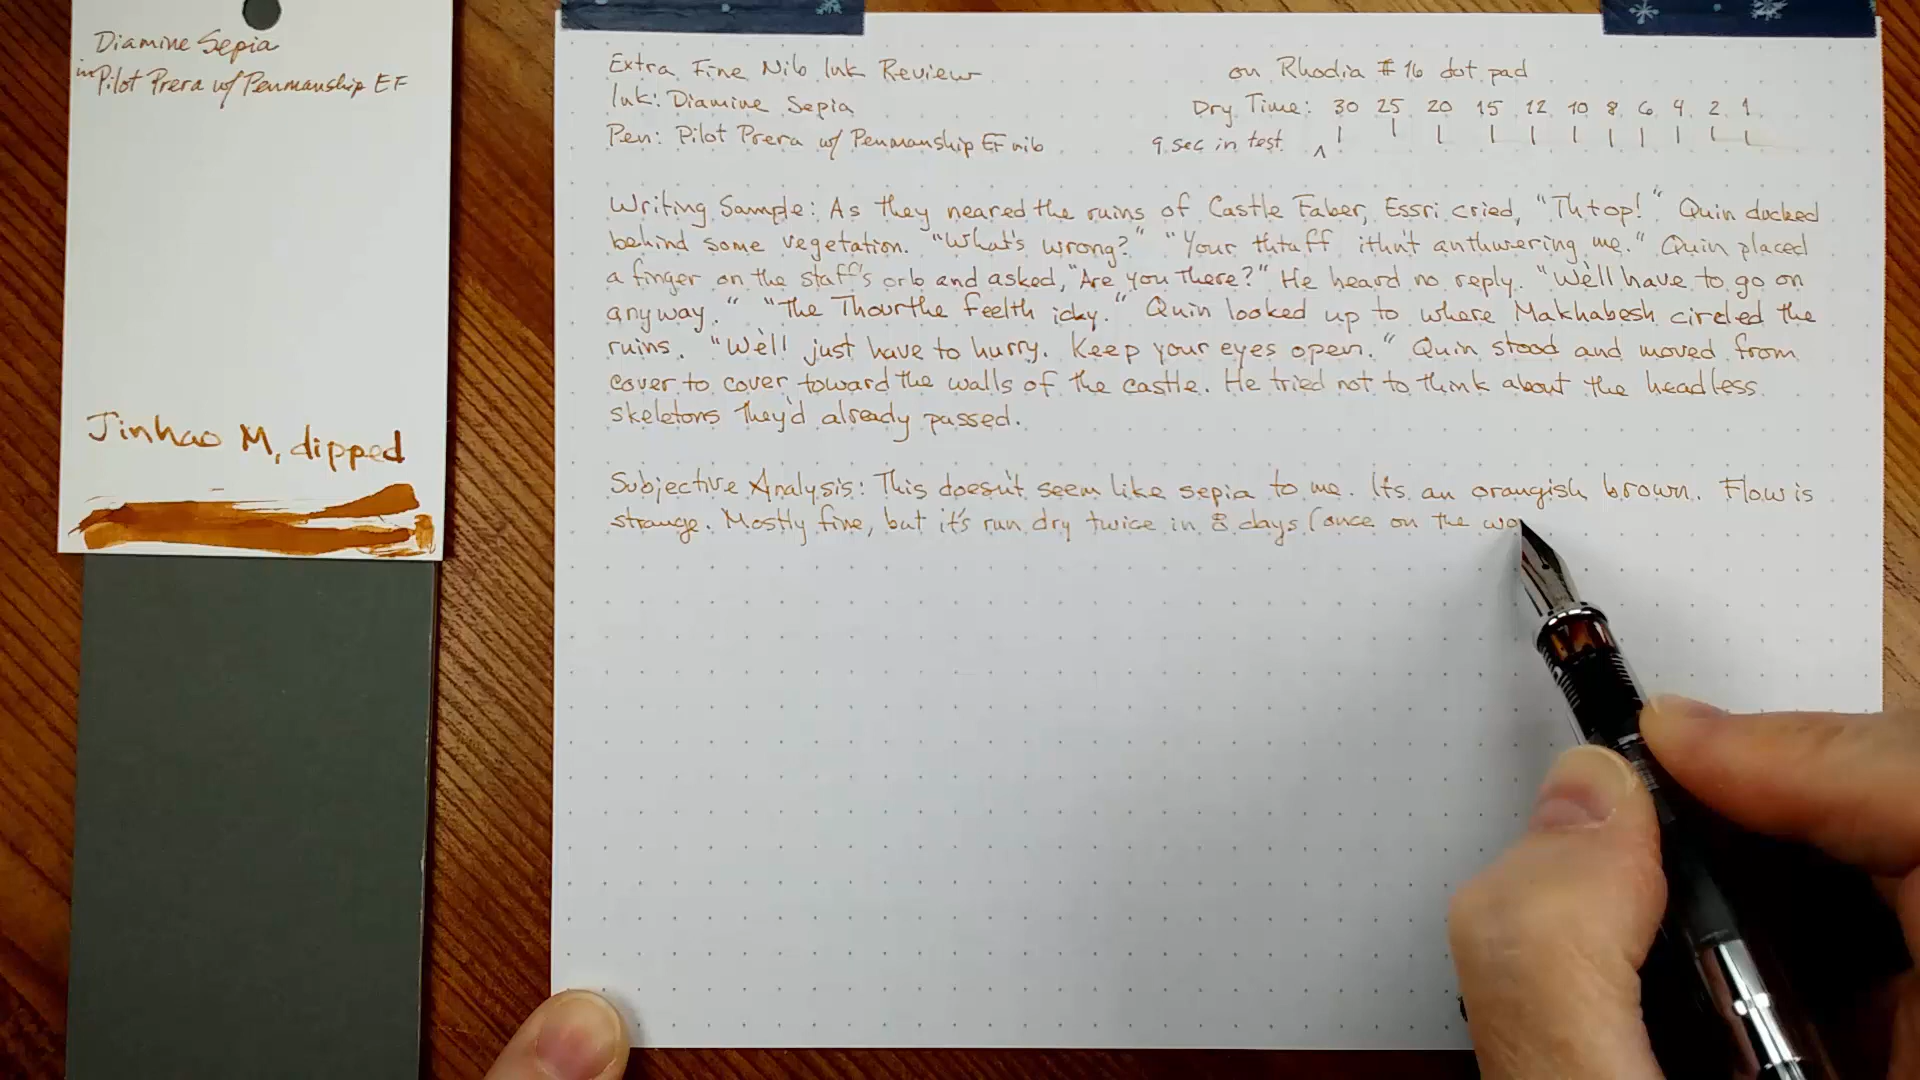 Diamine Sepia
in Pilot Prera w/ Penmanship EF
Jinhao M, dipped
Extra Fine Nib Ink Review
on Rhodia #16 dot pad
Ink: Diamine Sepia
Dry Time: 30 25 20 15 12 10 8 6 4 2 1
Pen: Pilot Prera w/ Penmanship EF nib
9 sec in test
Writing Sample: As they neared the ruins of Castle Faber, Essri cried, "Thtop!" Quin ducked
behind some vegetation. "What's wrong?" "Your thtaff ithn't anthwering me." Quin placed
a finger on the staff's orb and asked, "Are you there?" He heard no reply. "We'll have to go on
anyway." "The Thourthe feelth icky." Quin looked up to where Makhabesh circled the
ruins. "We'll just have to hurry. Keep your eyes open." Quin stood and moved from
cover to cover toward the walls of the castle. He tried not to think about the headless
skeletons they'd already passed.
Subjective Analysis: This doesn't seem like sepia to me. It's an orangish brown. Flow is
strange. Mostly fine, but it's run dry twice in 8 days (once on the wa